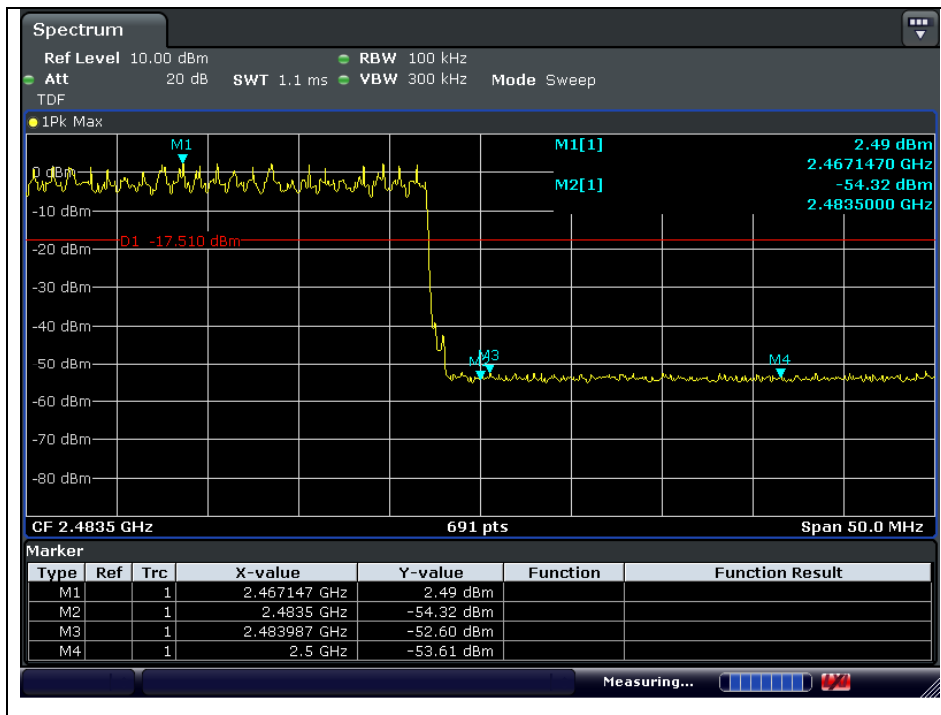 Spectrum
Ref Level 10.00 dBm RBW 100 kHz
Att 20 dB SWT 1.1 ms VBW 300 kHz Mode Sweep
TDF
1Pk Max
M1 M1[1] 2.49 dBm
2.4671470 GHz
0 dBm M2[1] -54.32 dBm
2.4835000 GHz
-10 dBm
D1 -17.510 dBm
-20 dBm
-30 dBm
-40 dBm
M3 M4
50 dBm
-60 dBm
-70 dBm
-80 dBm
CF 2.4835 GHz 691 pts Span 50.0 MHz
Marker
Type Ref Trc X-value Y-value Function Function Result
M1 1 2.467147 GHz 2.49 dBm
M2 1 2.4835 GHz -54.32 dBm
M3 1 2.483987 GHz -52.60 dBm
M4 1 2.5 GHz -53.61 dBm
Measuring...